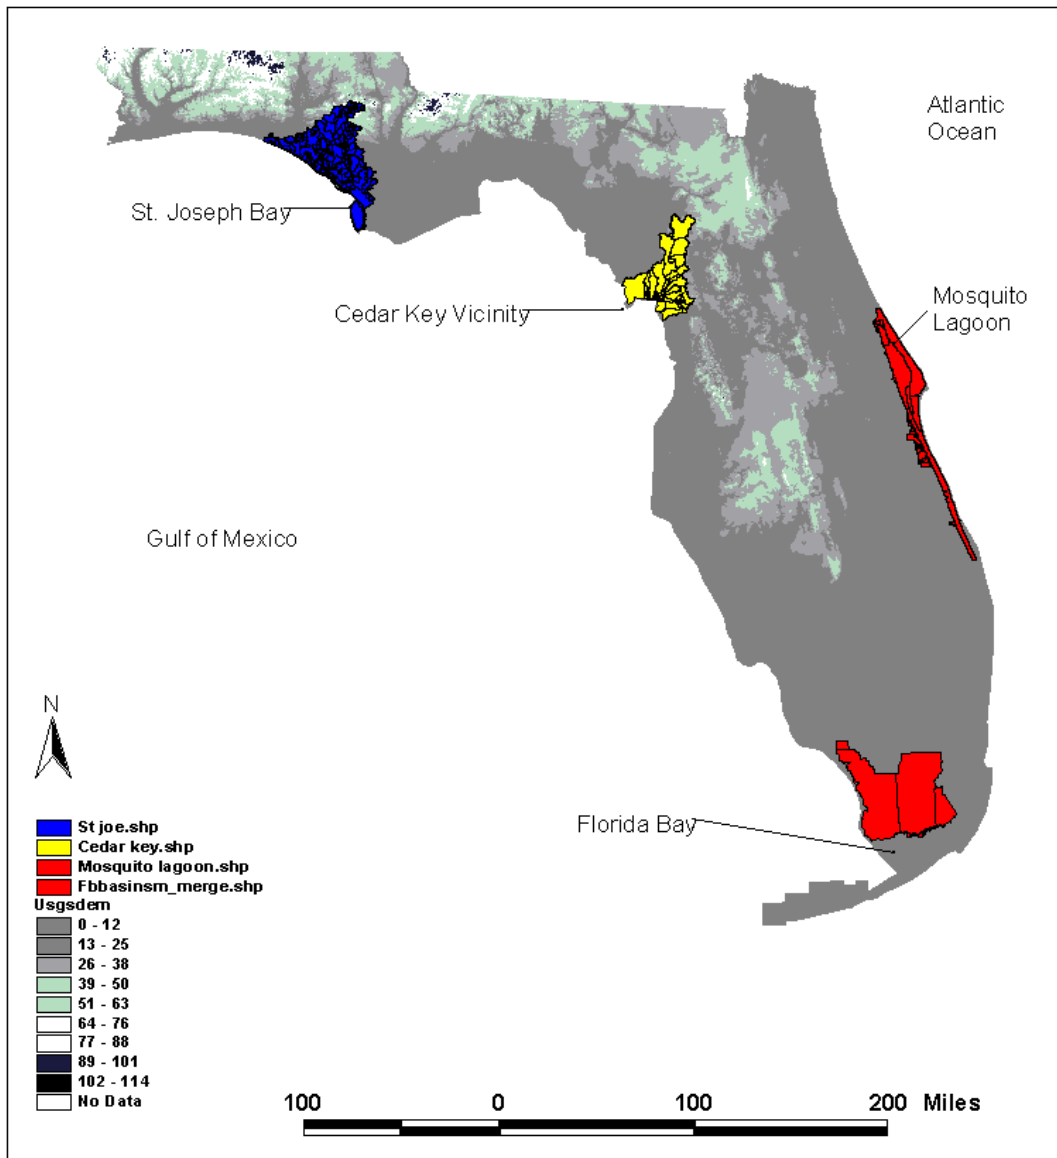 Atlantic
Ocean
St. Joseph Bay
Cedar Key Vicinity
Mosquito
Lagoon
Gulf of Mexico
N
Florida Bay
St joe.shp
Cedar key.shp
Mosquito lagoon.shp
Fbbasinsm_merge.shp
Usgsdem
0 - 12
13 - 25
26 - 38
39 - 50
51 - 63
64 - 76
77 - 88
89 - 101
102 - 114
No Data
100 0 100 200 Miles